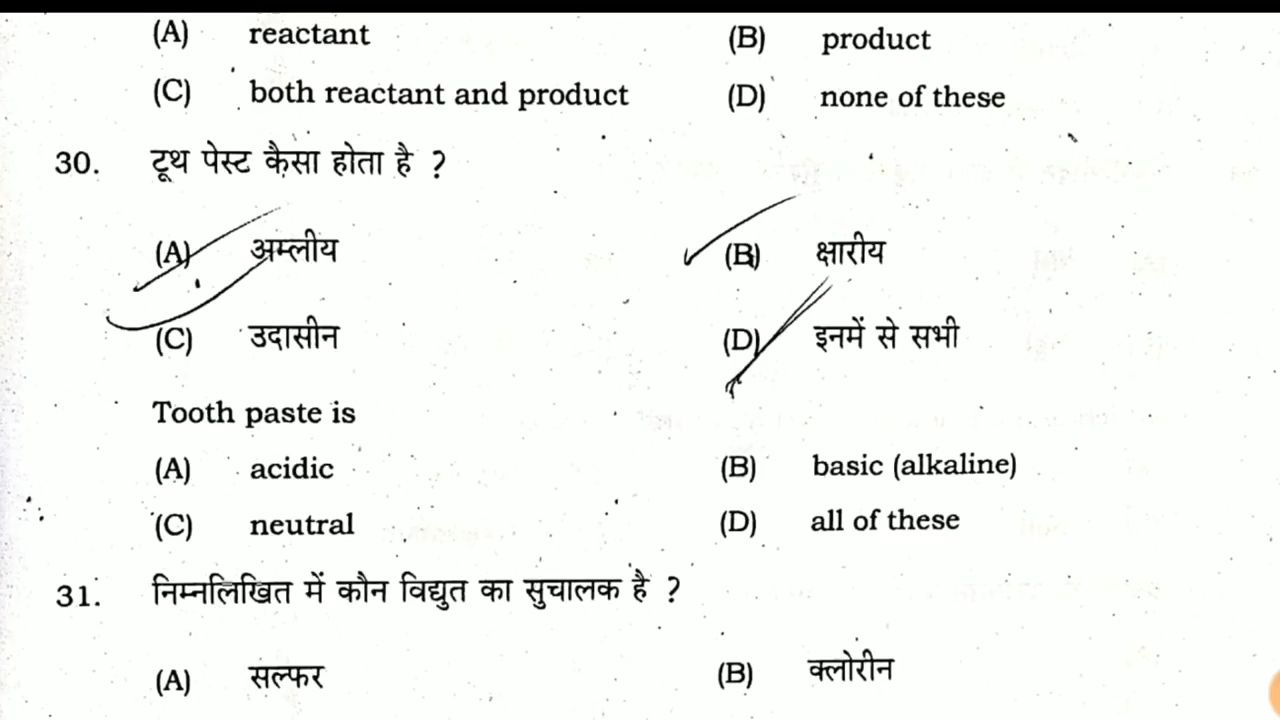 (A) reactant (B) product
(C) both reactant and product (D) none of these
30. टूथ पेस्ट कैसा होता है ?
(A) अम्लीय (B) क्षारीय
(C) उदासीन (D) इनमें से सभी
Tooth paste is
(A) acidic (B) basic (alkaline)
(C) neutral (D) all of these
31. निम्नलिखित में कौन विद्युत का सुचालक है ?
(A) सल्फर (B) क्लोरीन